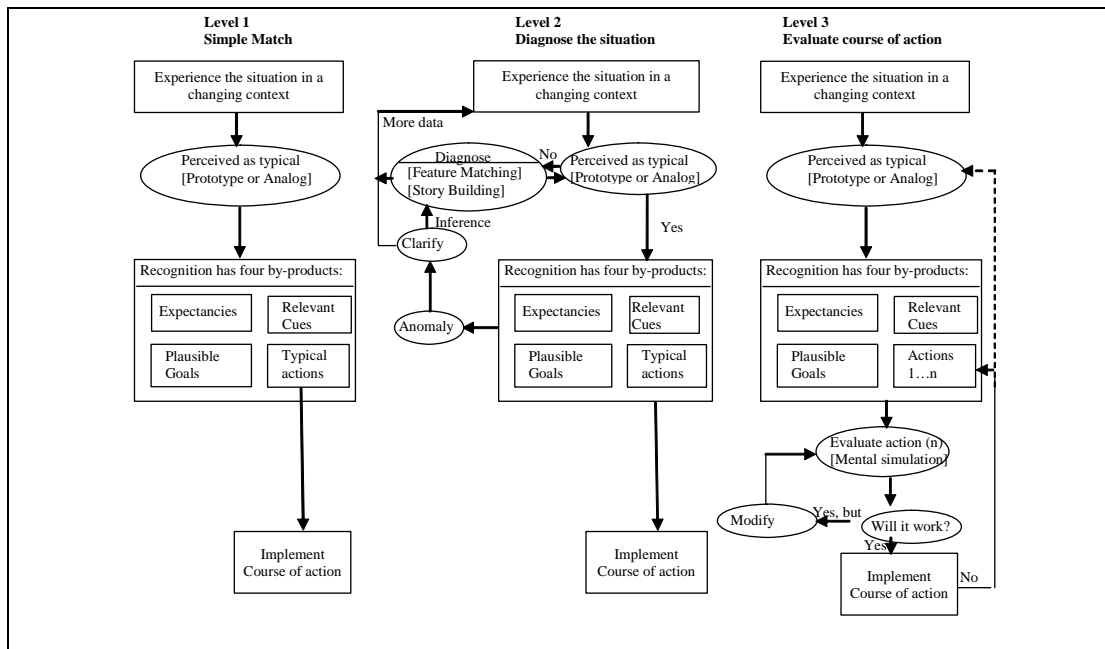 Level 1
Simple Match
Experience the situation in a
changing context
Perceived as typical
[Prototype or Analog]
Recognition has four by-products:
Expectancies
Relevant
Cues
Plausible
Goals
Typical
actions
Implement
Course of action
Level 2
Diagnose the situation
Experience the situation in a
changing context
More data
Diagnose
[Feature Matching]
[Story Building]
No
Perceived as typical
[Prototype or Analog]
Inference
Clarify
Yes
Anomaly
Recognition has four by-products:
Expectancies
Relevant
Cues
Plausible
Goals
Typical
actions
Implement
Course of action
Level 3
Evaluate course of action
Experience the situation in a
changing context
Perceived as typical
[Prototype or Analog]
Recognition has four by-products:
Expectancies
Relevant
Cues
Plausible
Goals
Actions
1…n
Evaluate action (n)
[Mental simulation]
Modify
Yes, but
Will it work?
Yes
Implement
Course of action
No